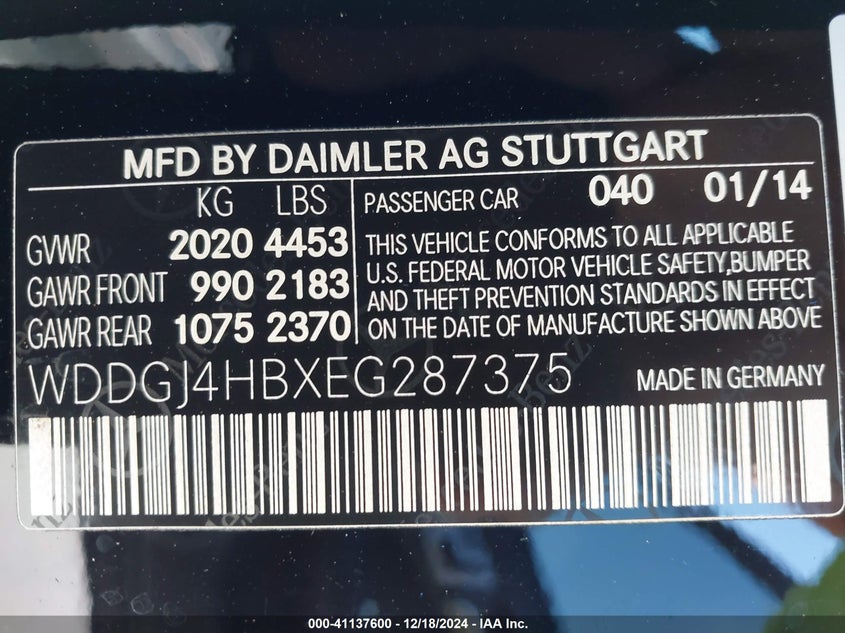 MFD BY DAIMLER AG STUTTGART
KG LBS
GVWR 2020 4453
GAWR FRONT 990 2183
GAWR REAR 1075 2370
PASSENGER CAR 040 01/14
THIS VEHICLE CONFORMS TO ALL APPLICABLE
U.S. FEDERAL MOTOR VEHICLE SAFETY,BUMPER
AND THEFT PREVENTION STANDARDS IN EFFECT
ON THE DATE OF MANUFACTURE SHOWN ABOVE
WDDGJ4HBXEG287375 MADE IN GERMANY
000-41137600 - 12/18/2024 - IAA Inc.